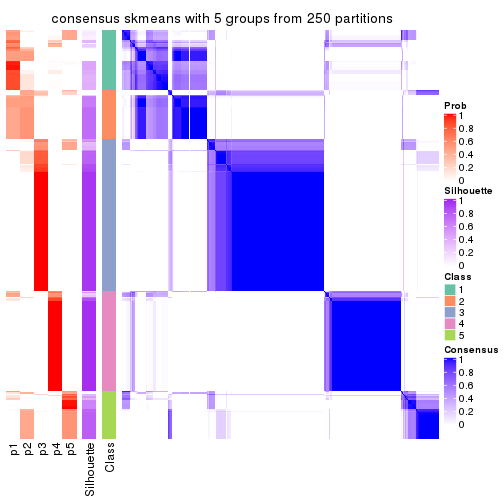 consensus skmeans with 5 groups from 250 partitions
Prob
1
0.8
0.6
0.4
0.2
0
Silhouette
1
0.8
0.6
0.4
0.2
0
Class
1
2
3
4
5
Consensus
1
0.8
0.6
0.4
0.2
0
p1
p2
p3
p4
p5
Silhouette
Class